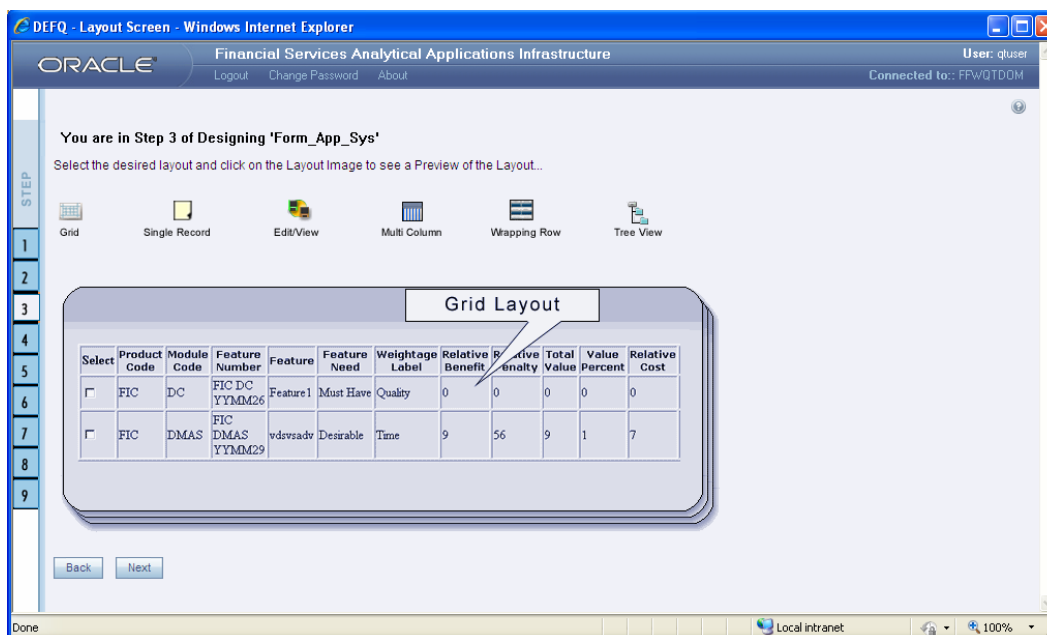 DEFQ - Layout Screen - Windows Internet Explorer
ORACLE
Financial Services Analytical Applications Infrastructure
User: qtuser
Logout Change Password About
Connected to:: FFWQTDOM
You are in Step 3 of Designing 'Form_App_Sys'
Select the desired layout and click on the Layout Image to see a Preview of the Layout...
STEP
1
2
3
4
5
6
7
8
9
Grid Single Record Edit/View Multi Column Wrapping Row Tree View
Grid Layout
Select Product Code Module Code Feature Number Feature Feature Need Weightage Label Relative Benefit Penalty Total Value Value Percent Relative Cost
FIC DC FIC DC YYMM26 Feature1 Must Have Quality 0 0 0 0 0
FIC DMAS FIC DMAS YYMM29 vdsvsadv Desirable Time 9 56 9 1 7
Back Next
Done
Local intranet
100%